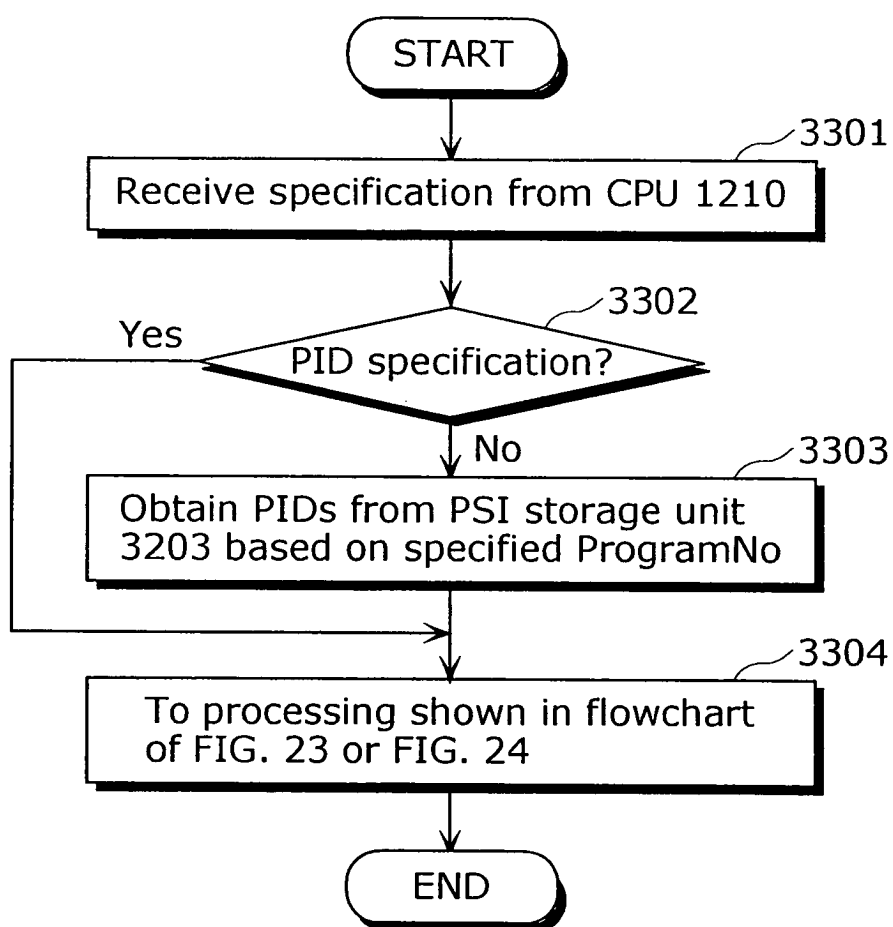 START
3301
Receive specification from CPU 1210
3302
Yes
PID specification?
No
3303
Obtain PIDs from PSI storage unit
3203 based on specified ProgramNo
3304
To processing shown in flowchart
of FIG. 23 or FIG. 24
END